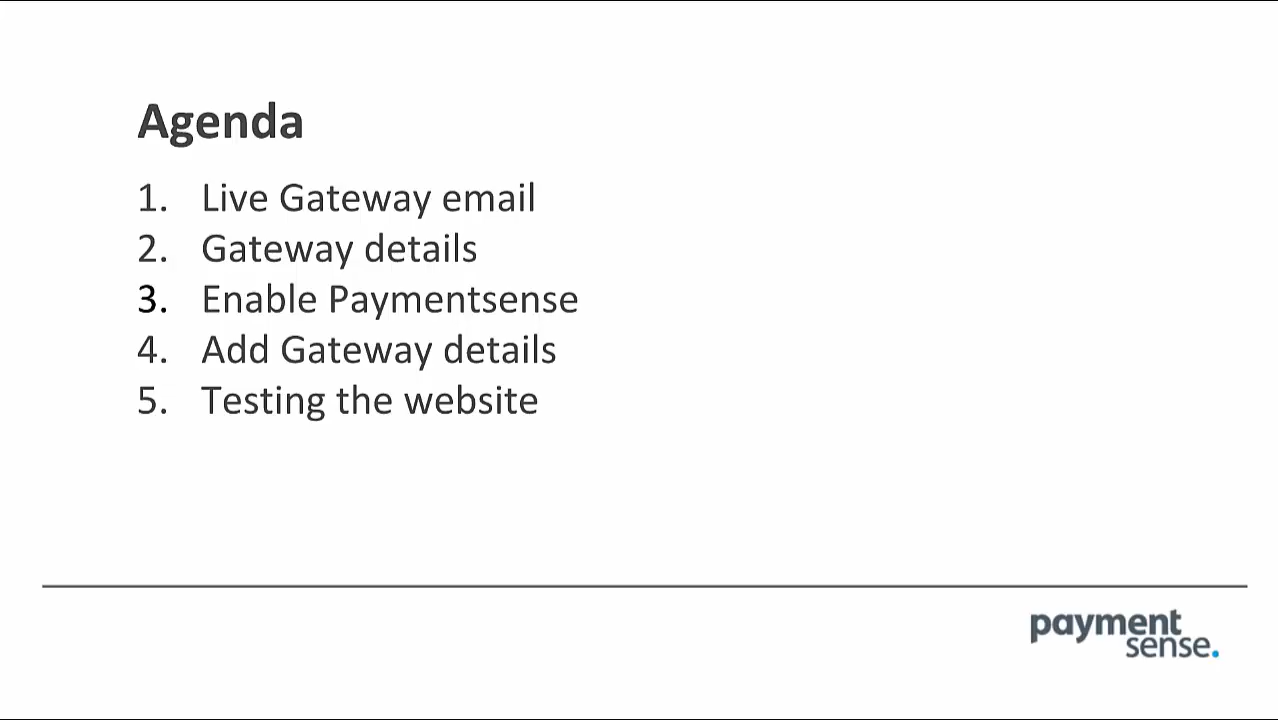 Agenda
1. Live Gateway email
2. Gateway details
3. Enable Paymentsense
4. Add Gateway details
5. Testing the website
payment
sense.